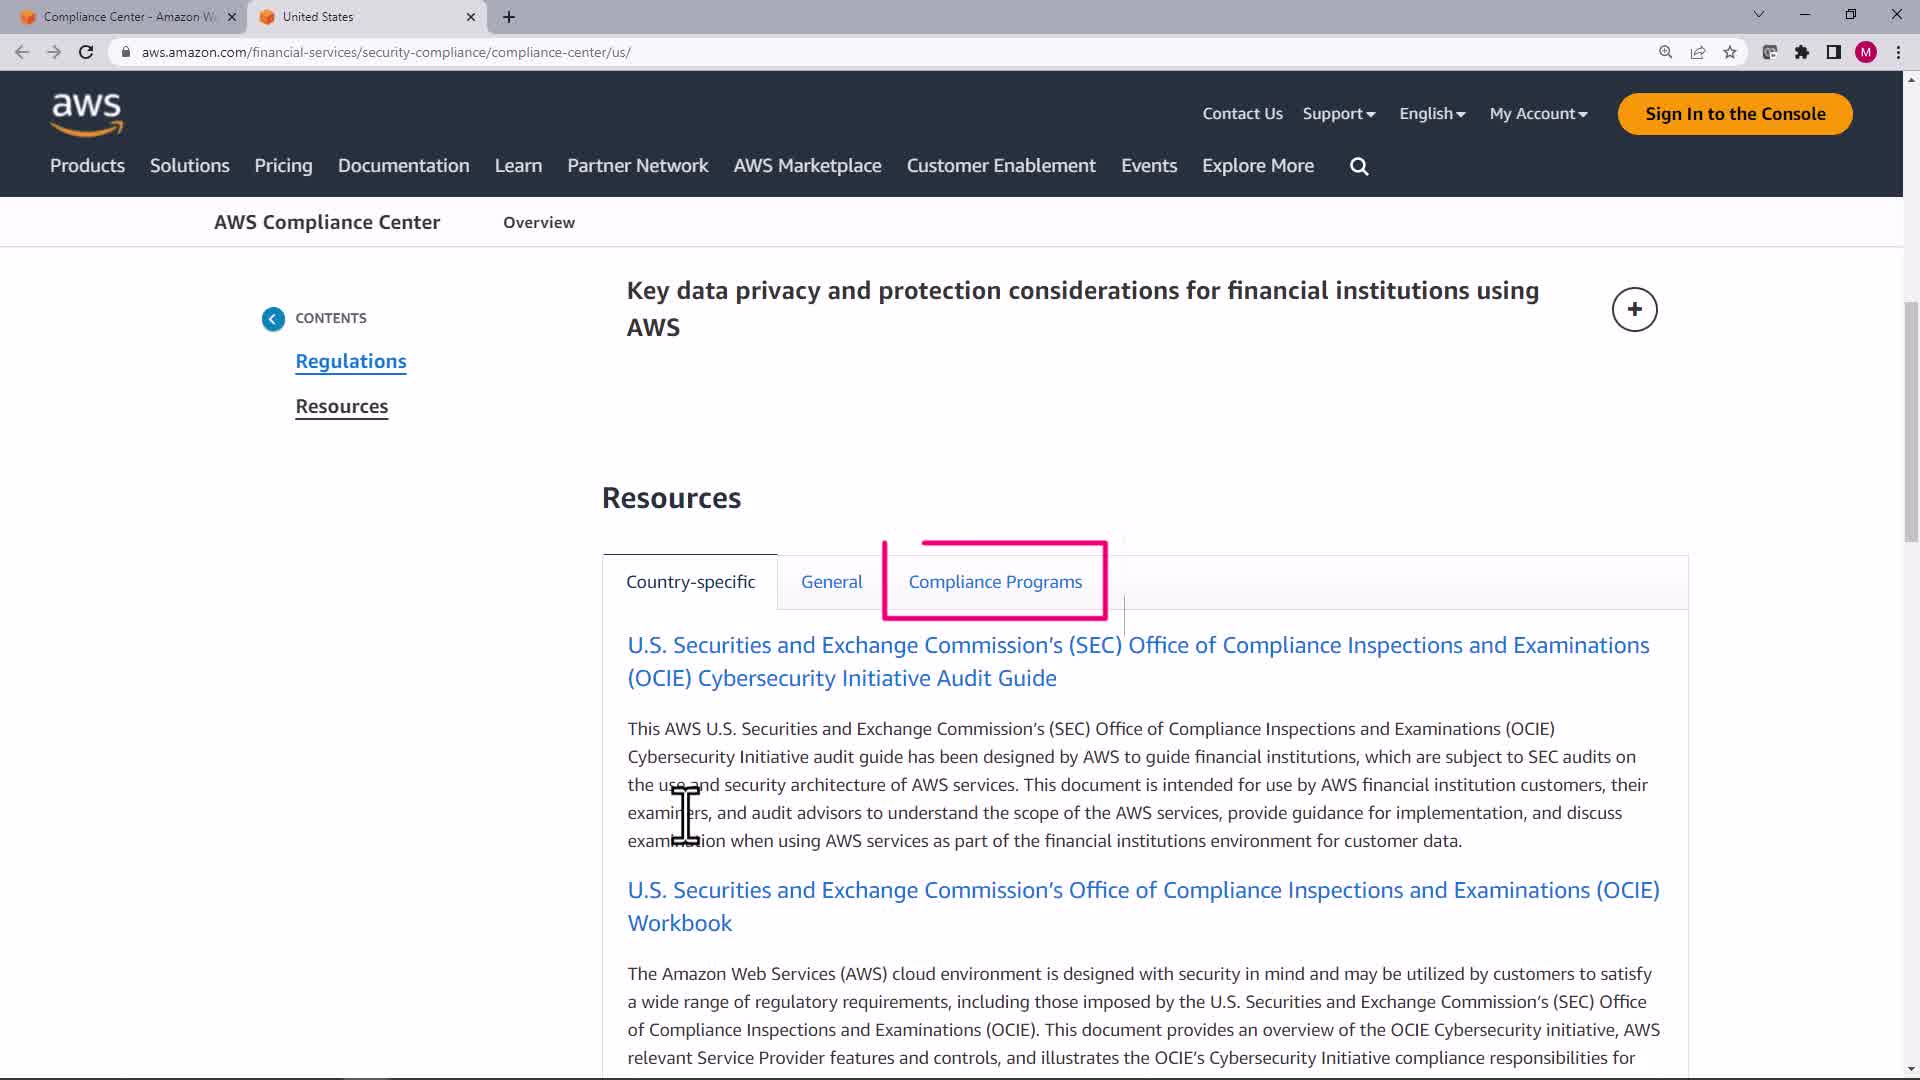 Compliance Center - Amazon W
United States
aws.amazon.com/financial-services/security-compliance/compliance-center/us/
M
aws
Contact Us
Support
English
My Account
Sign In to the Console
Products
Solutions
Pricing
Documentation
Learn
Partner Network
AWS Marketplace
Customer Enablement
Events
Explore More
AWS Compliance Center
Overview
CONTENTS
Regulations
Resources
Key data privacy and protection considerations for financial institutions using
AWS
Resources
Country-specific
General
Compliance Programs
U.S. Securities and Exchange Commission's (SEC) Office of Compliance Inspections and Examinations
(OCIE) Cybersecurity Initiative Audit Guide
This AWS U.S. Securities and Exchange Commission's (SEC) Office of Compliance Inspections and Examinations (OCIE)
Cybersecurity Initiative audit guide has been designed by AWS to guide financial institutions, which are subject to SEC audits on
the use and security architecture of AWS services. This document is intended for use by AWS financial institution customers, their
examiners, and audit advisors to understand the scope of the AWS services, provide guidance for implementation, and discuss
examination when using AWS services as part of the financial institutions environment for customer data.
U.S. Securities and Exchange Commission's Office of Compliance Inspections and Examinations (OCIE)
Workbook
The Amazon Web Services (AWS) cloud environment is designed with security in mind and may be utilized by customers to satisfy
a wide range of regulatory requirements, including those imposed by the U.S. Securities and Exchange Commission's (SEC) Office
of Compliance Inspections and Examinations (OCIE). This document provides an overview of the OCIE Cybersecurity initiative, AWS
relevant Service Provider features and controls, and illustrates the OCIE's Cybersecurity Initiative compliance responsibilities for